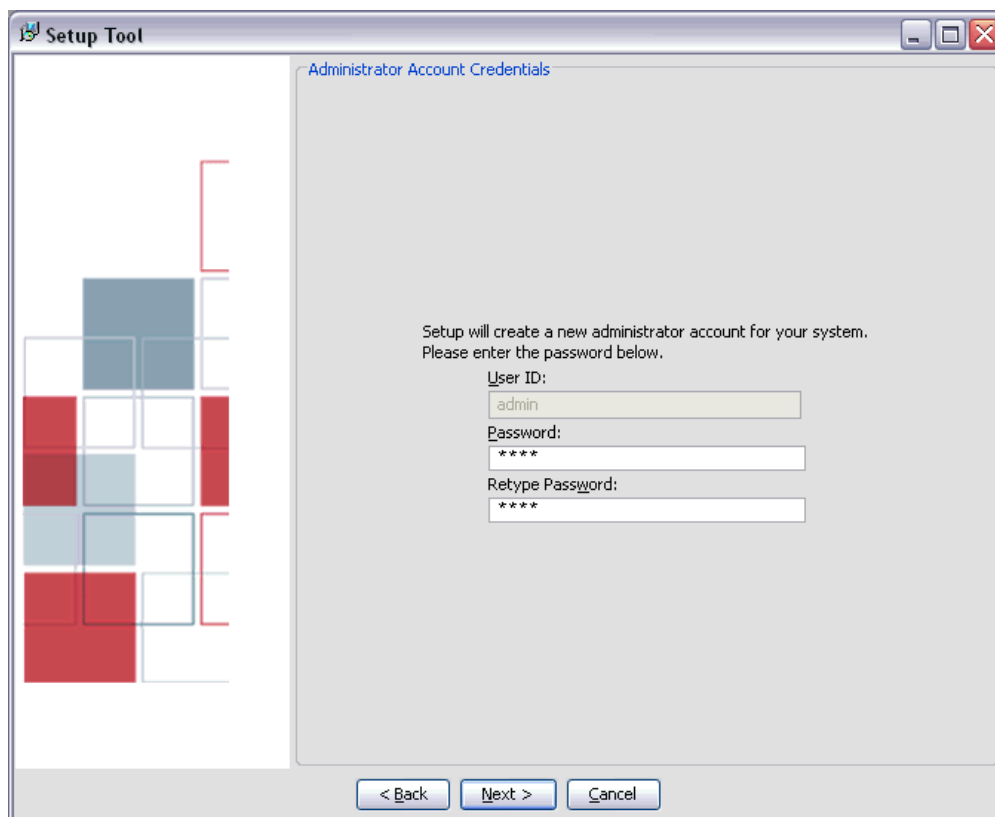 Setup Tool
Administrator Account Credentials
Setup will create a new administrator account for your system.
Please enter the password below.
User ID:
admin
Password:
****
Retype Password:
****
< Back
Next >
Cancel